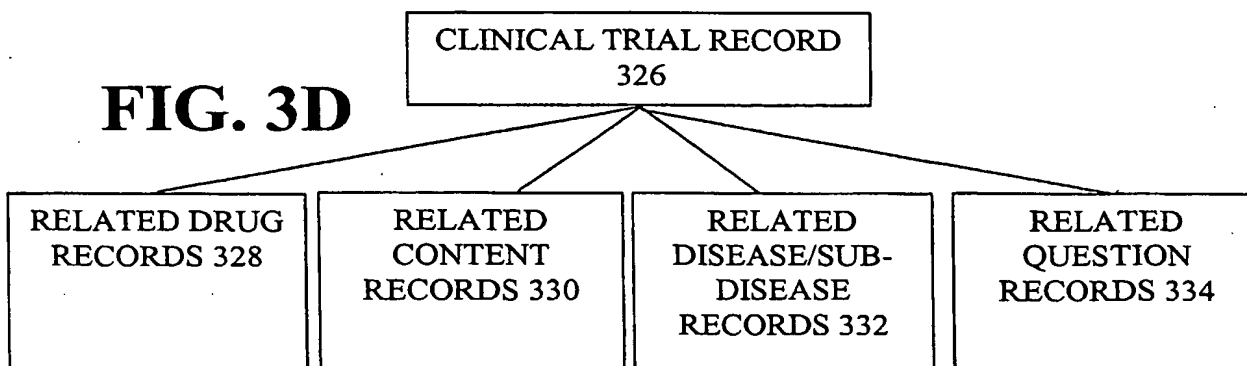 CLINICAL TRIAL RECORD
326
FIG. 3D
RELATED DRUG
RECORDS 328
RELATED
CONTENT
RECORDS 330
RELATED
DISEASE/SUB-
DISEASE
RECORDS 332
RELATED
QUESTION
RECORDS 334